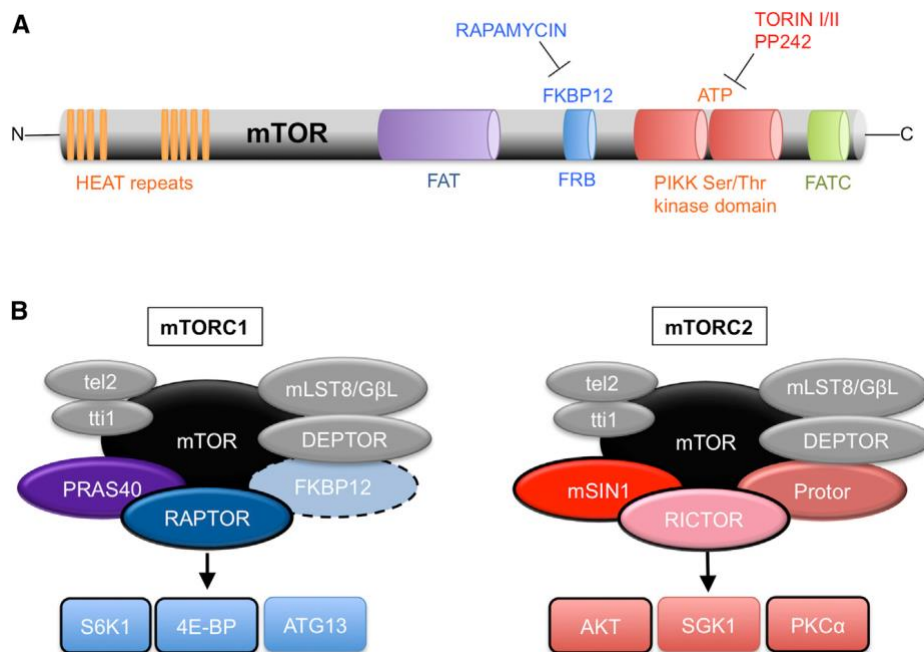 A
RAPAMYCIN
TORIN I/II
PP242
FKBP12
ATP
N
mTOR
C
HEAT repeats
FAT
FRB
PIKK Ser/Thr
kinase domain
FATC
B
mTORC1
tel2
tti1
mTOR
mLST8/GβL
DEPTOR
PRAS40
FKBP12
RAPTOR
S6K1
4E-BP
ATG13
mTORC2
tel2
tti1
mTOR
mLST8/GβL
DEPTOR
mSIN1
Protor
RICTOR
AKT
SGK1
PKCα